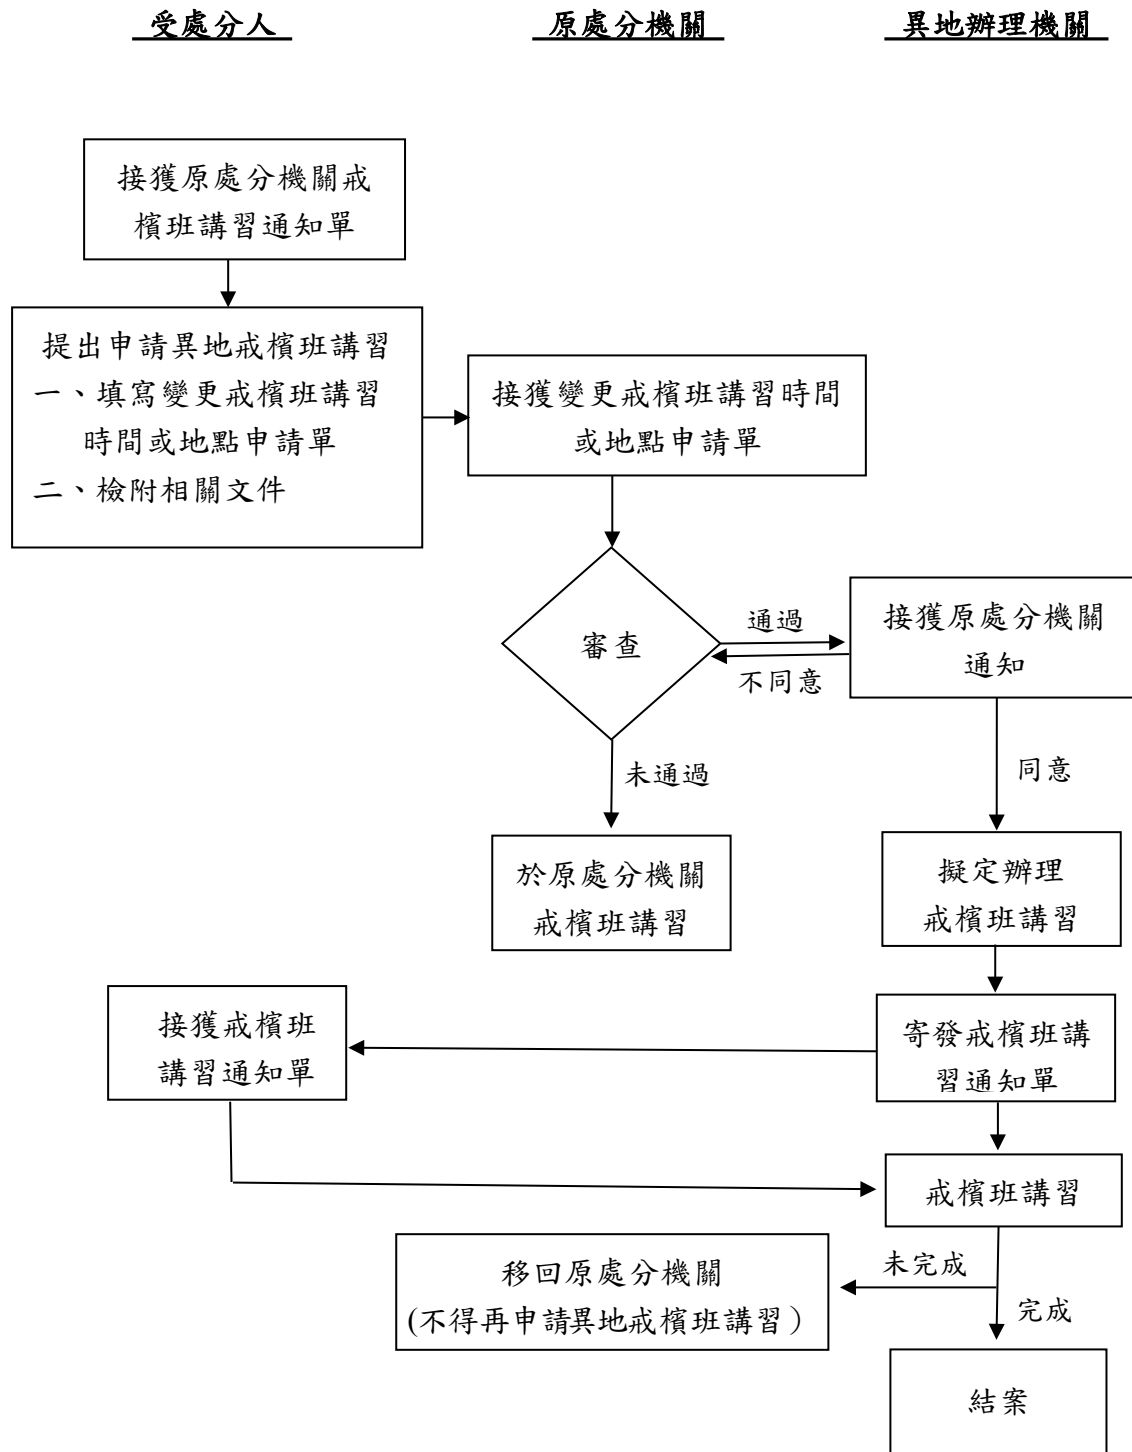 受處分人
原處分機關
異地辦理機關
接獲原處分機關戒
檳班講習通知單
提出申請異地戒檳班講習
一、填寫變更戒檳班講習
時間或地點申請單
二、檢附相關文件
接獲變更戒檳班講習時間
或地點申請單
審查
通過
不同意
接獲原處分機關
通知
未通過
同意
於原處分機關
戒檳班講習
擬定辦理
戒檳班講習
接獲戒檳班
講習通知單
寄發戒檳班講
習通知單
戒檳班講習
未完成
移回原處分機關
(不得再申請異地戒檳班講習）
完成
結案